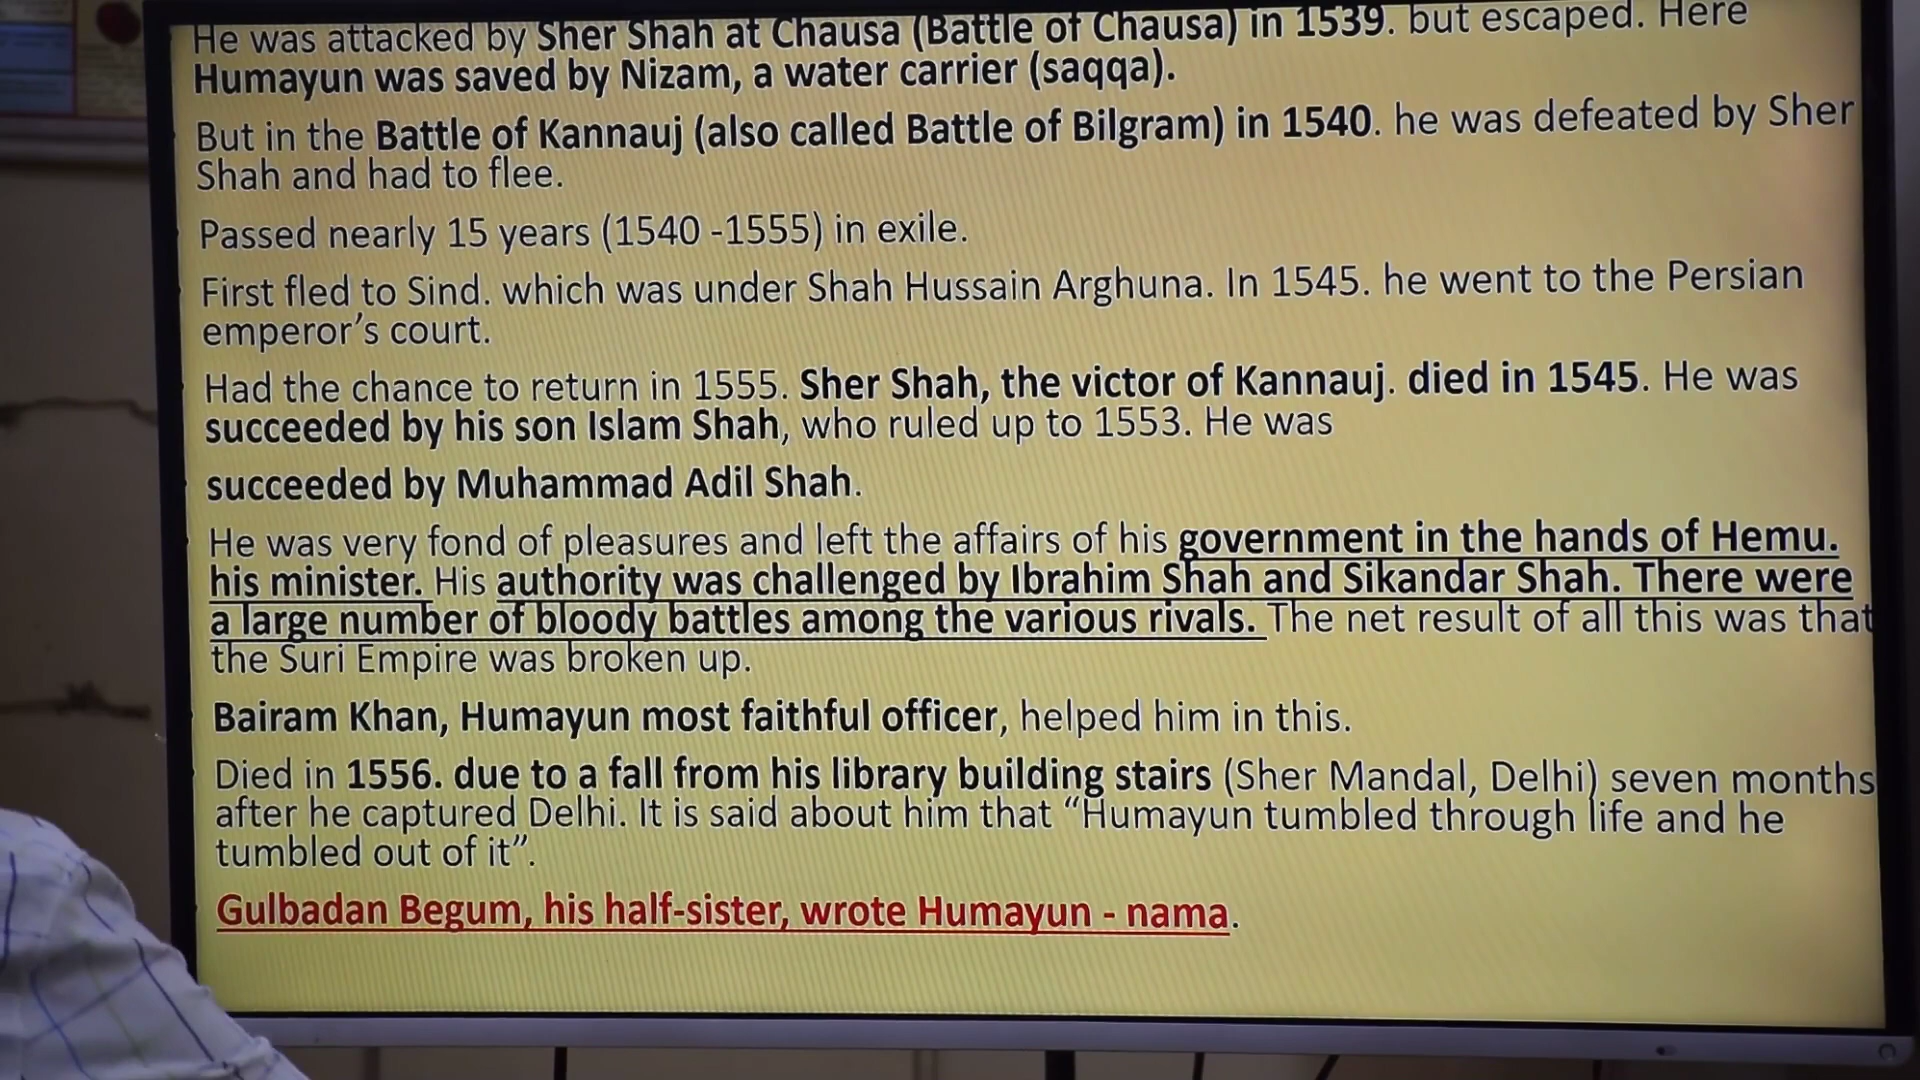 He was attacked by Sher Shah at Chausa (Battle of Chausa) in 1539. but escaped. Here
Humayun was saved by Nizam, a water carrier (saqqa).
But in the Battle of Kannauj (also called Battle of Bilgram) in 1540. he was defeated by Sher
Shah and had to flee.
Passed nearly 15 years (1540 -1555) in exile.
First fled to Sind. which was under Shah Hussain Arghuna. In 1545. he went to the Persian
emperor’s court.
Had the chance to return in 1555. Sher Shah, the victor of Kannauj. died in 1545. He was
succeeded by his son Islam Shah, who ruled up to 1553. He was
succeeded by Muhammad Adil Shah.
He was very fond of pleasures and left the affairs of his government in the hands of Hemu.
his minister. His authority was challenged by Ibrahim Shah and Sikandar Shah. There were
a large number of bloody battles among the various rivals. The net result of all this was that
the Suri Empire was broken up.
Bairam Khan, Humayun most faithful officer, helped him in this.
Died in 1556. due to a fall from his library building stairs (Sher Mandal, Delhi) seven months
after he captured Delhi. It is said about him that “Humayun tumbled through life and he
tumbled out of it”.
Gulbadan Begum, his half-sister, wrote Humayun - nama.